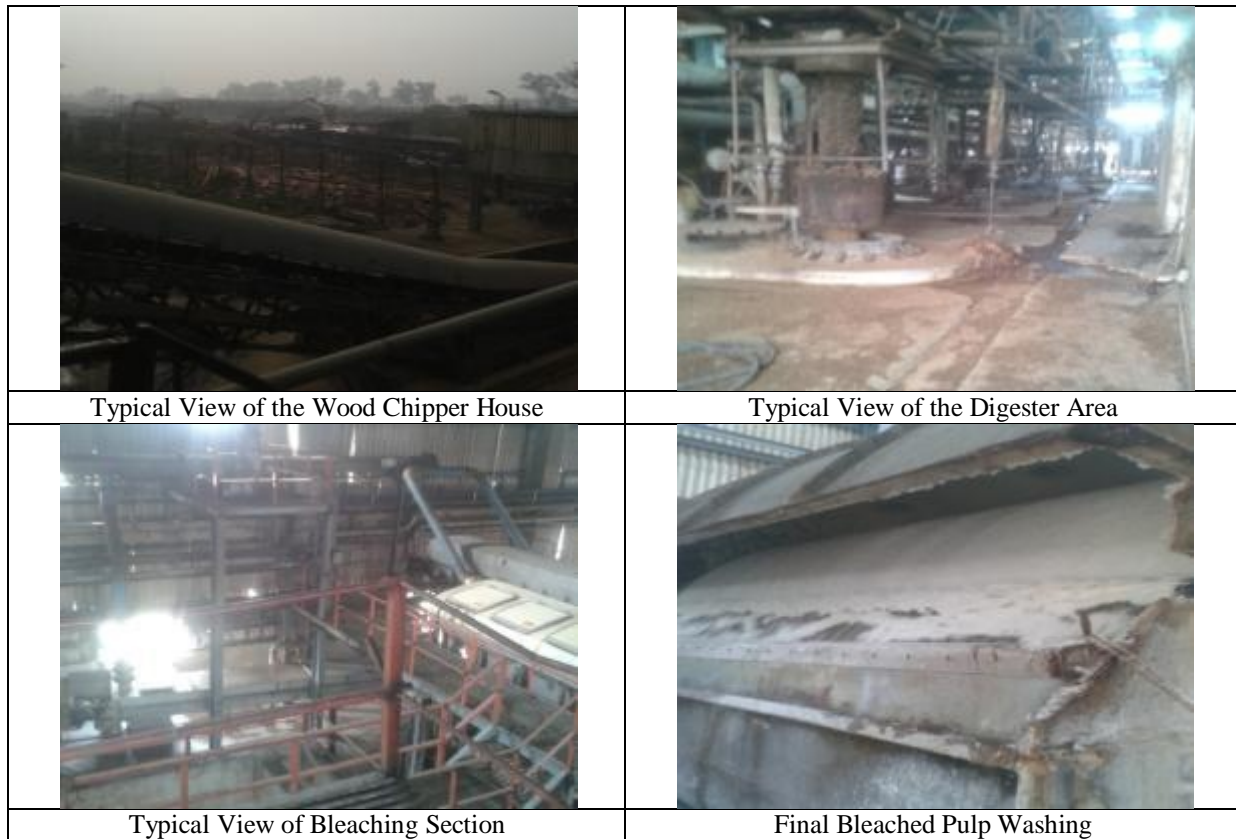 Typical View of the Wood Chipper House
Typical View of the Digester Area
Typical View of Bleaching Section
Final Bleached Pulp Washing